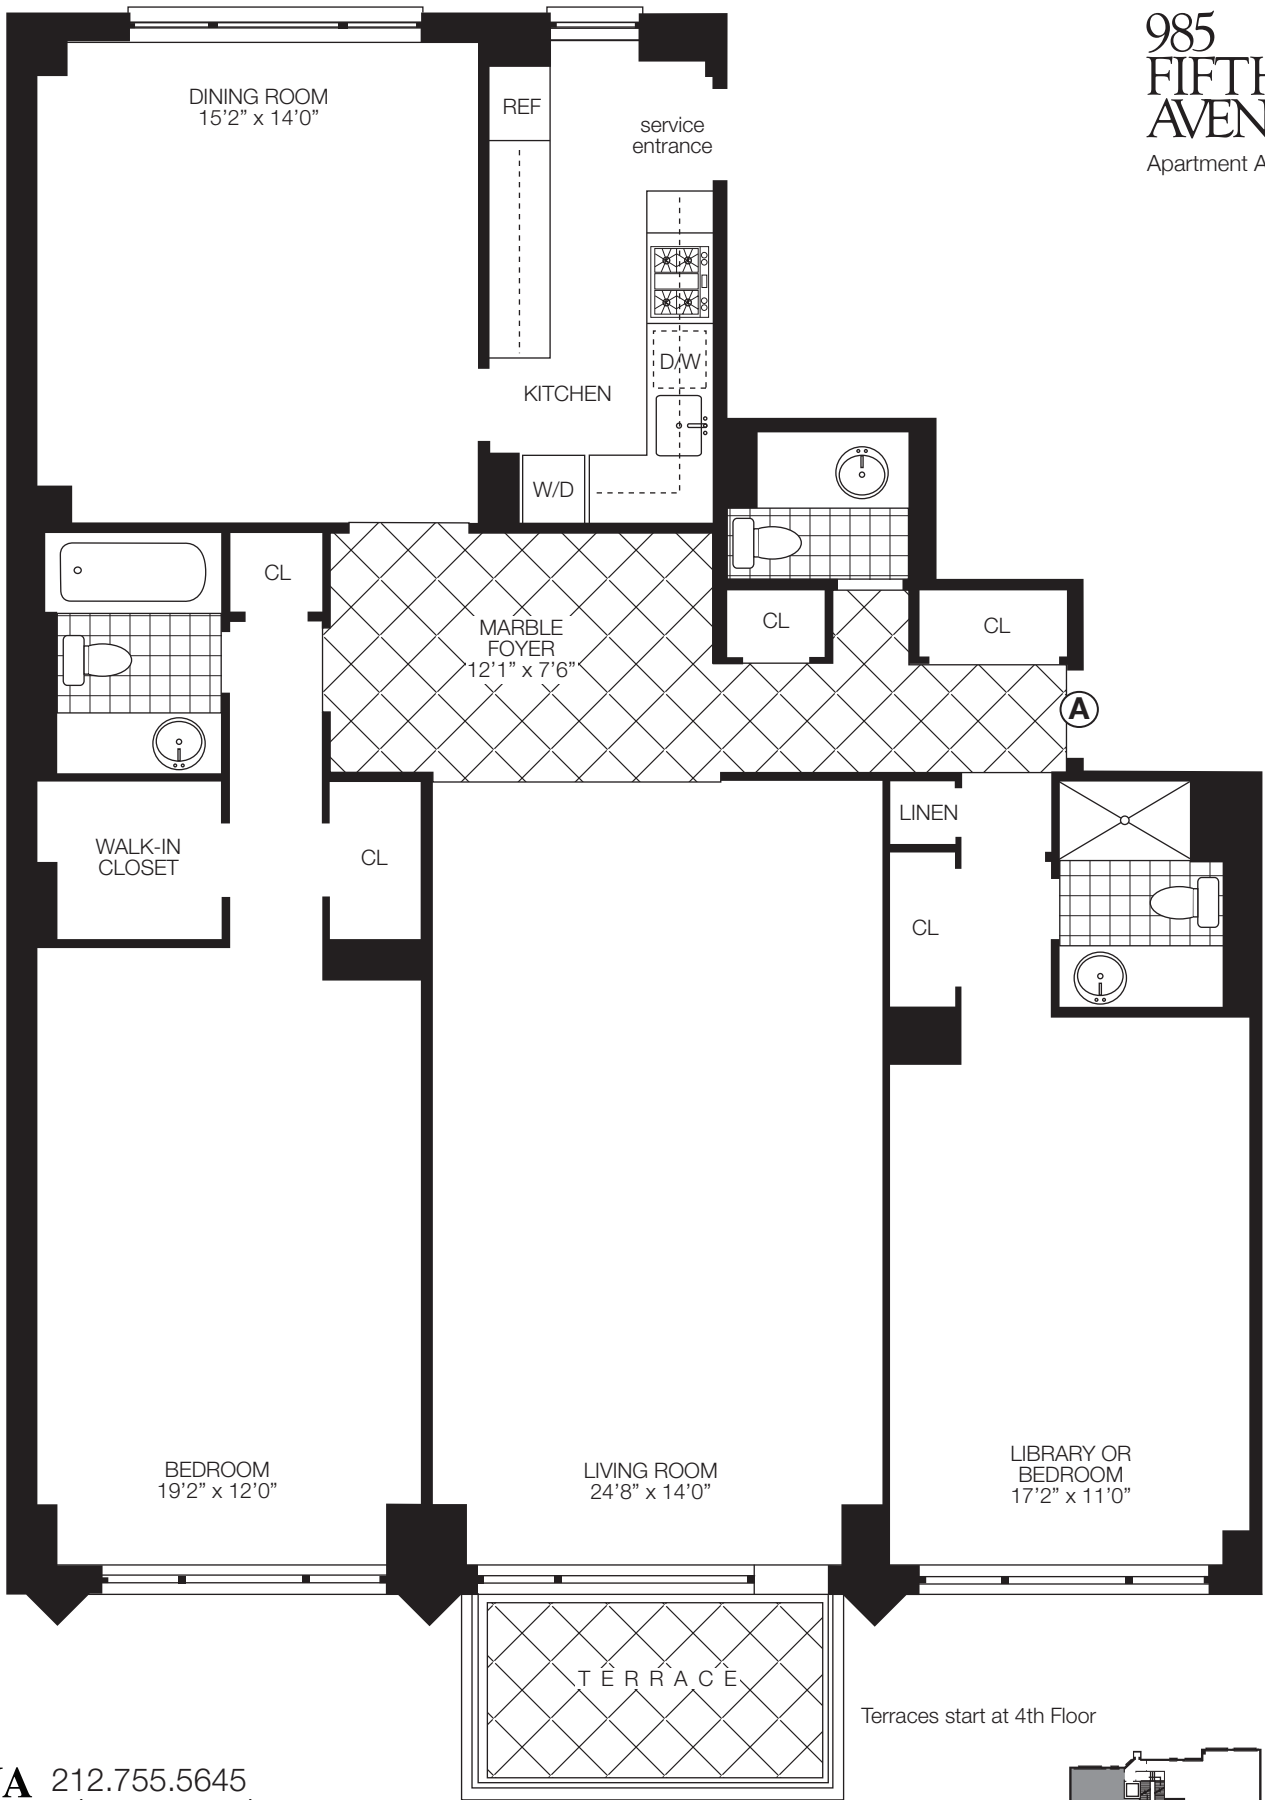 985
FIFTH
AVEN
Apartment A
DINING ROOM
15'2" x 14'0"
REF
service
entrance
D/W
KITCHEN
W/D
CL
MARBLE
FOYER
12'1" x 7'6"
CL
CL
A
WALK-IN
CLOSET
CL
LINEN
CL
BEDROOM
19'2" x 12'0"
LIVING ROOM
24'8" x 14'0"
LIBRARY OR
BEDROOM
17'2" x 11'0"
TERRACE
Terraces start at 4th Floor
212.755.5645